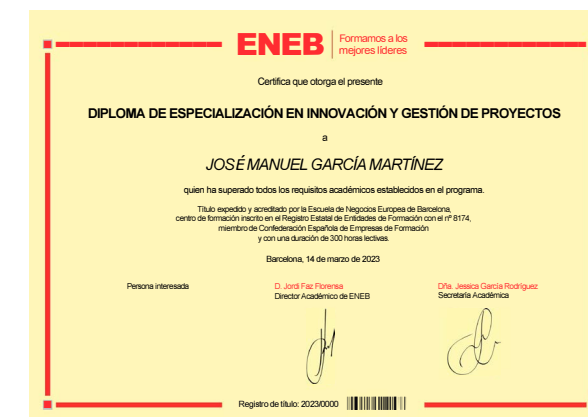 ENEB
Formamos a los
mejores líderes
Certifica que otorga el presente
DIPLOMA DE ESPECIALIZACIÓN EN INNOVACIÓN Y GESTIÓN DE PROYECTOS
a
JOSÉ MANUEL GARCÍA MARTÍNEZ
quien ha superado todos los requisitos académicos establecidos en el programa.
Título expedido y acreditado por la Escuela de Negocios Europea de Barcelona,
centro de formación inscrito en el Registro Estatal de Entidades de Formación con el nº 8174,
miembro de Confederación Española de Empresas de Formación
y con una duración de 300 horas lectivas.
Barcelona, 14 de marzo de 2023
Persona interesada
D. Jordi Faz Florensa
Director Académico de ENEB
Dña. Jessica García Rodríguez
Secretaría Académica
Registro de título: 2023/0000